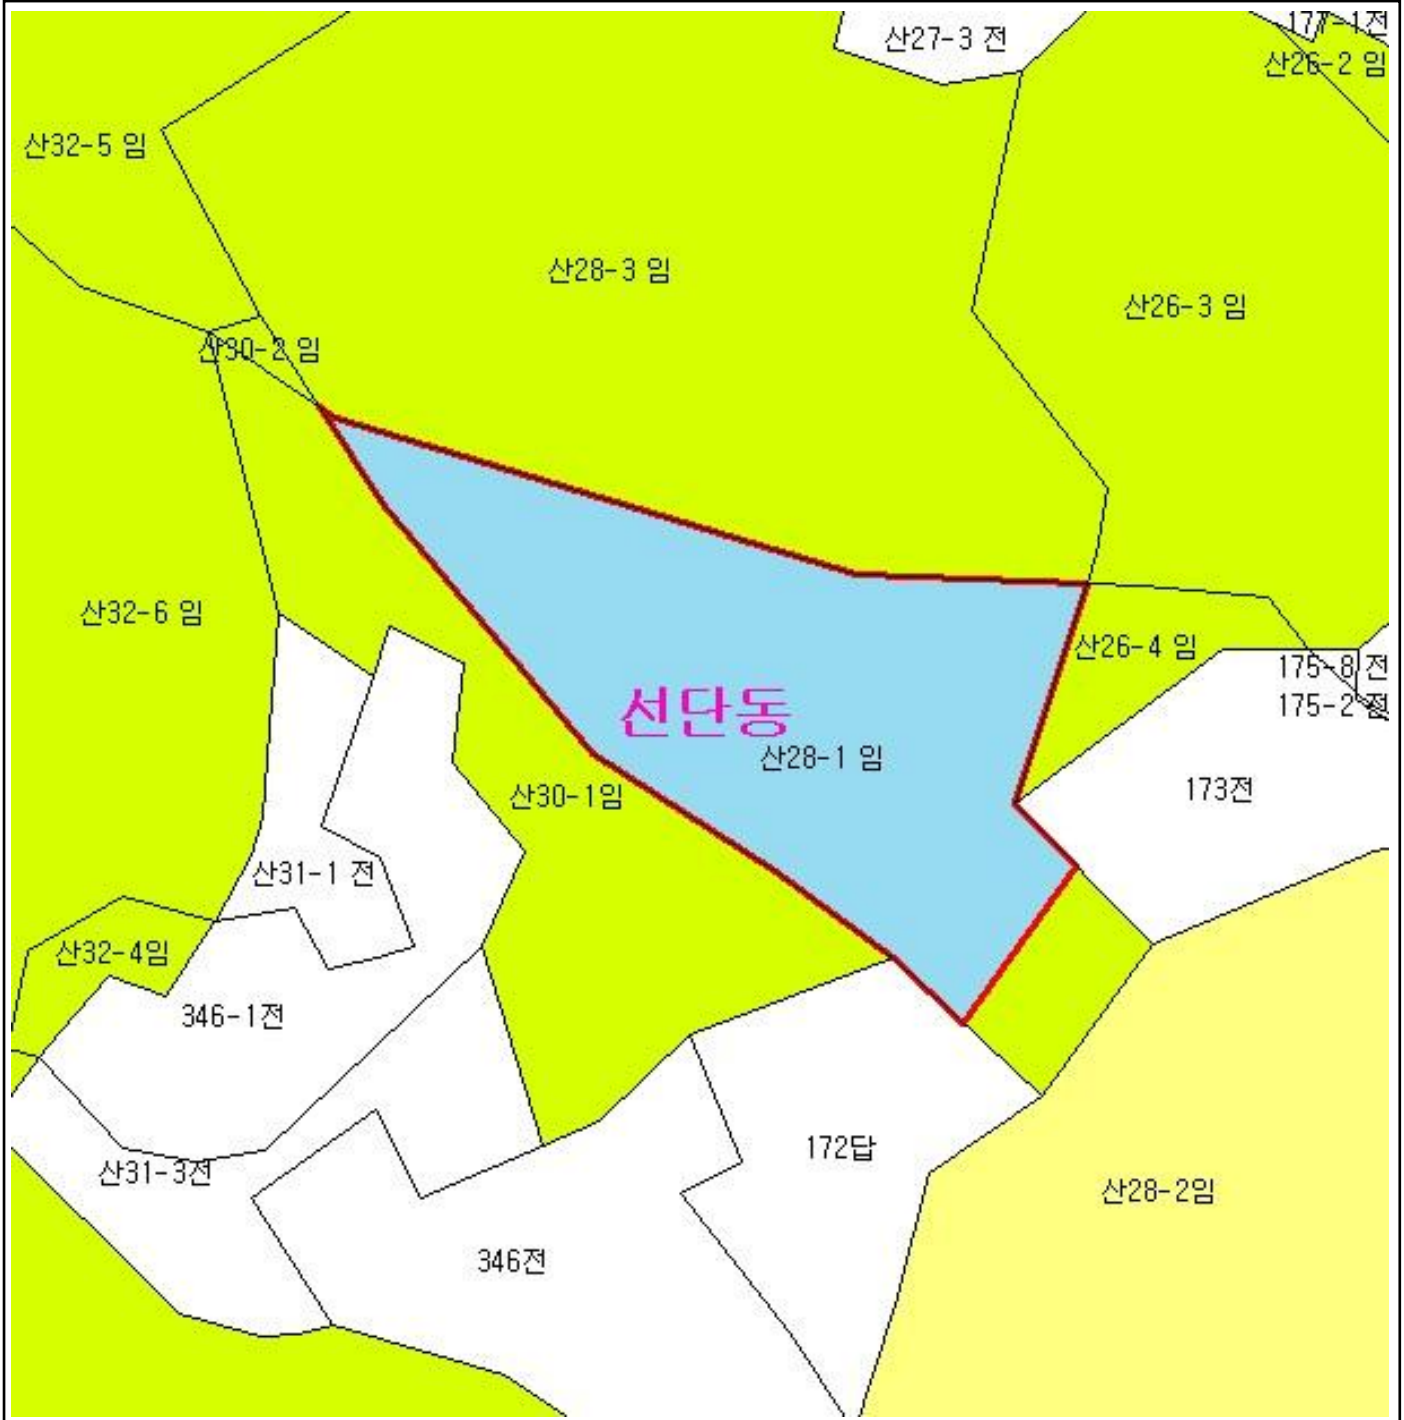 177-1전
산27-3 전
산26-2 임
산32-5 임
산28-3 임
산26-3 임
산30-2 임
산32-6 임
산26-4 임
175-8 전
175-2 전
선단동
산28-1 임
173전
산30-1임
산31-1 전
산32-4임
346-1전
172답
산31-3전
산28-2임
346전